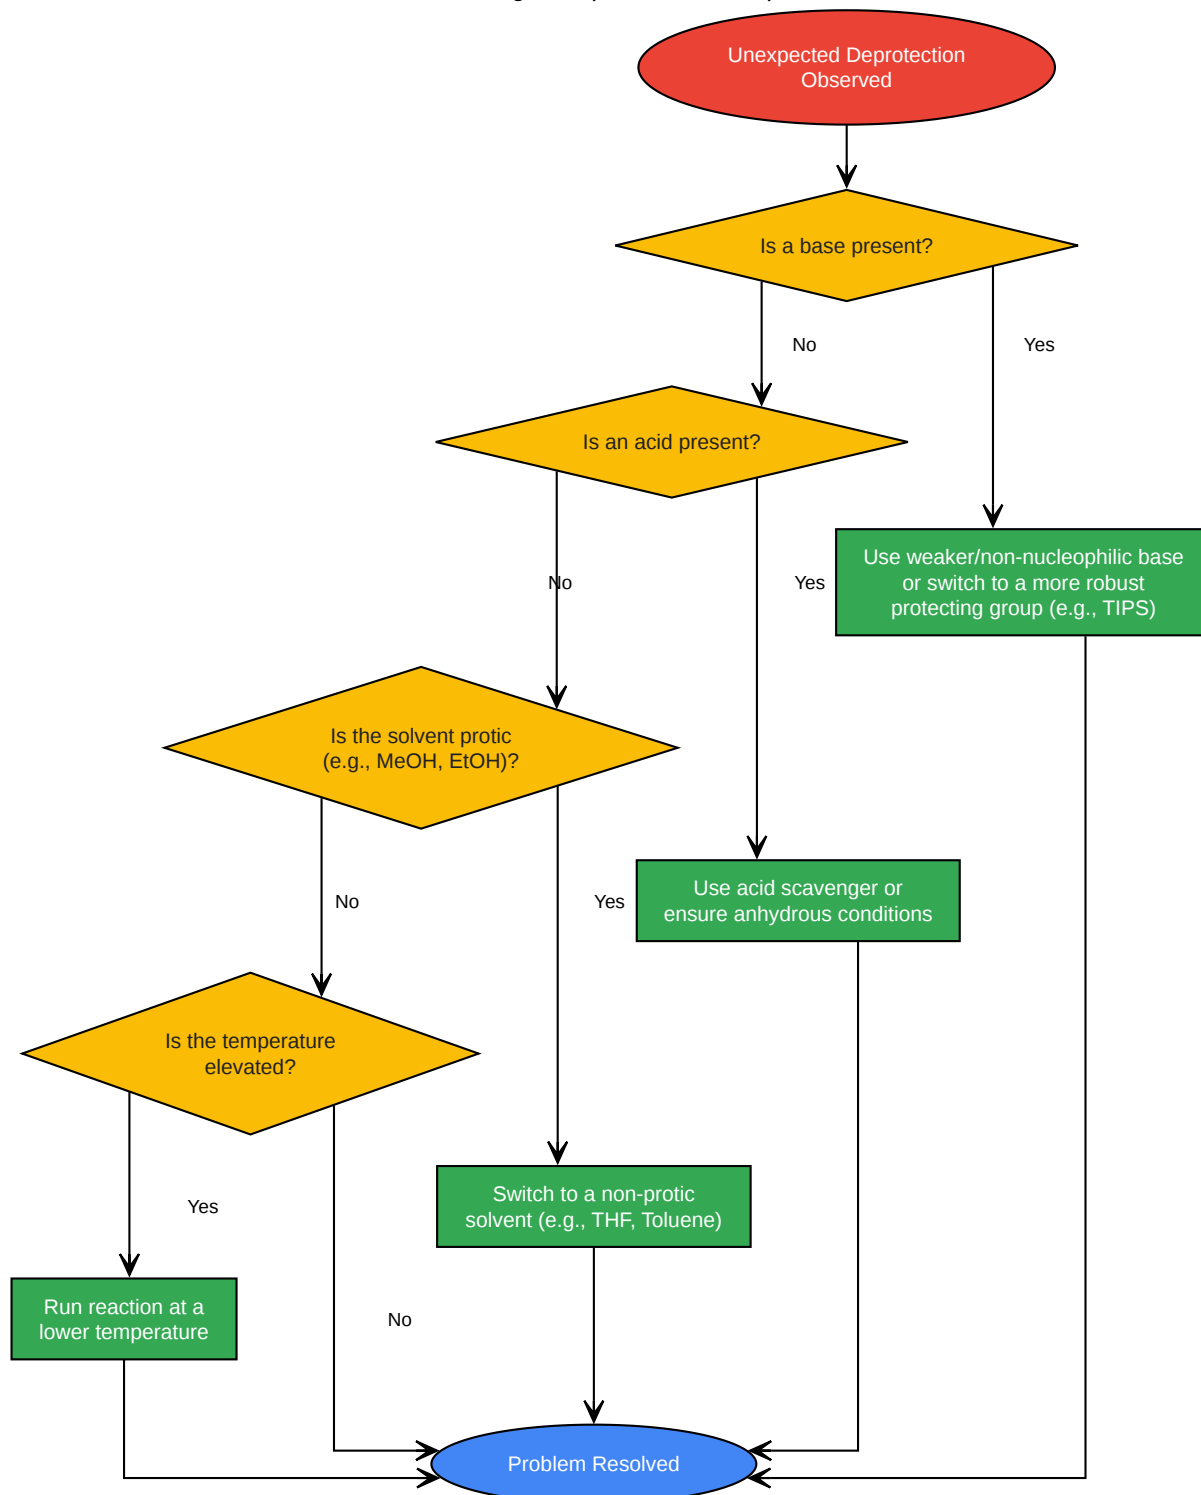 Unexpected Deprotection
Observed
Is a base present?
No
Yes
Is an acid present?
Use weaker/non-nucleophilic base
or switch to a more robust
protecting group (e.g., TIPS)
No
Yes
Is the solvent protic
(e.g., MeOH, EtOH)?
Use acid scavenger or
ensure anhydrous conditions
No
Yes
Is the temperature
elevated?
Switch to a non-protic
solvent (e.g., THF, Toluene)
Yes
Run reaction at a
lower temperature
No
Problem Resolved